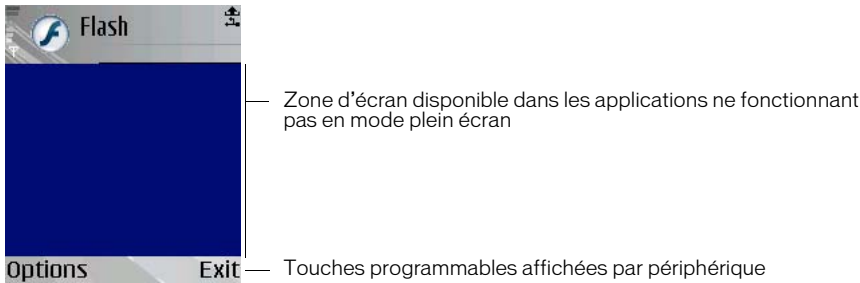 Flash
Zone d'écran disponible dans les applications ne fonctionnant
pas en mode plein écran
Options Exit
Touches programmables affichées par périphérique